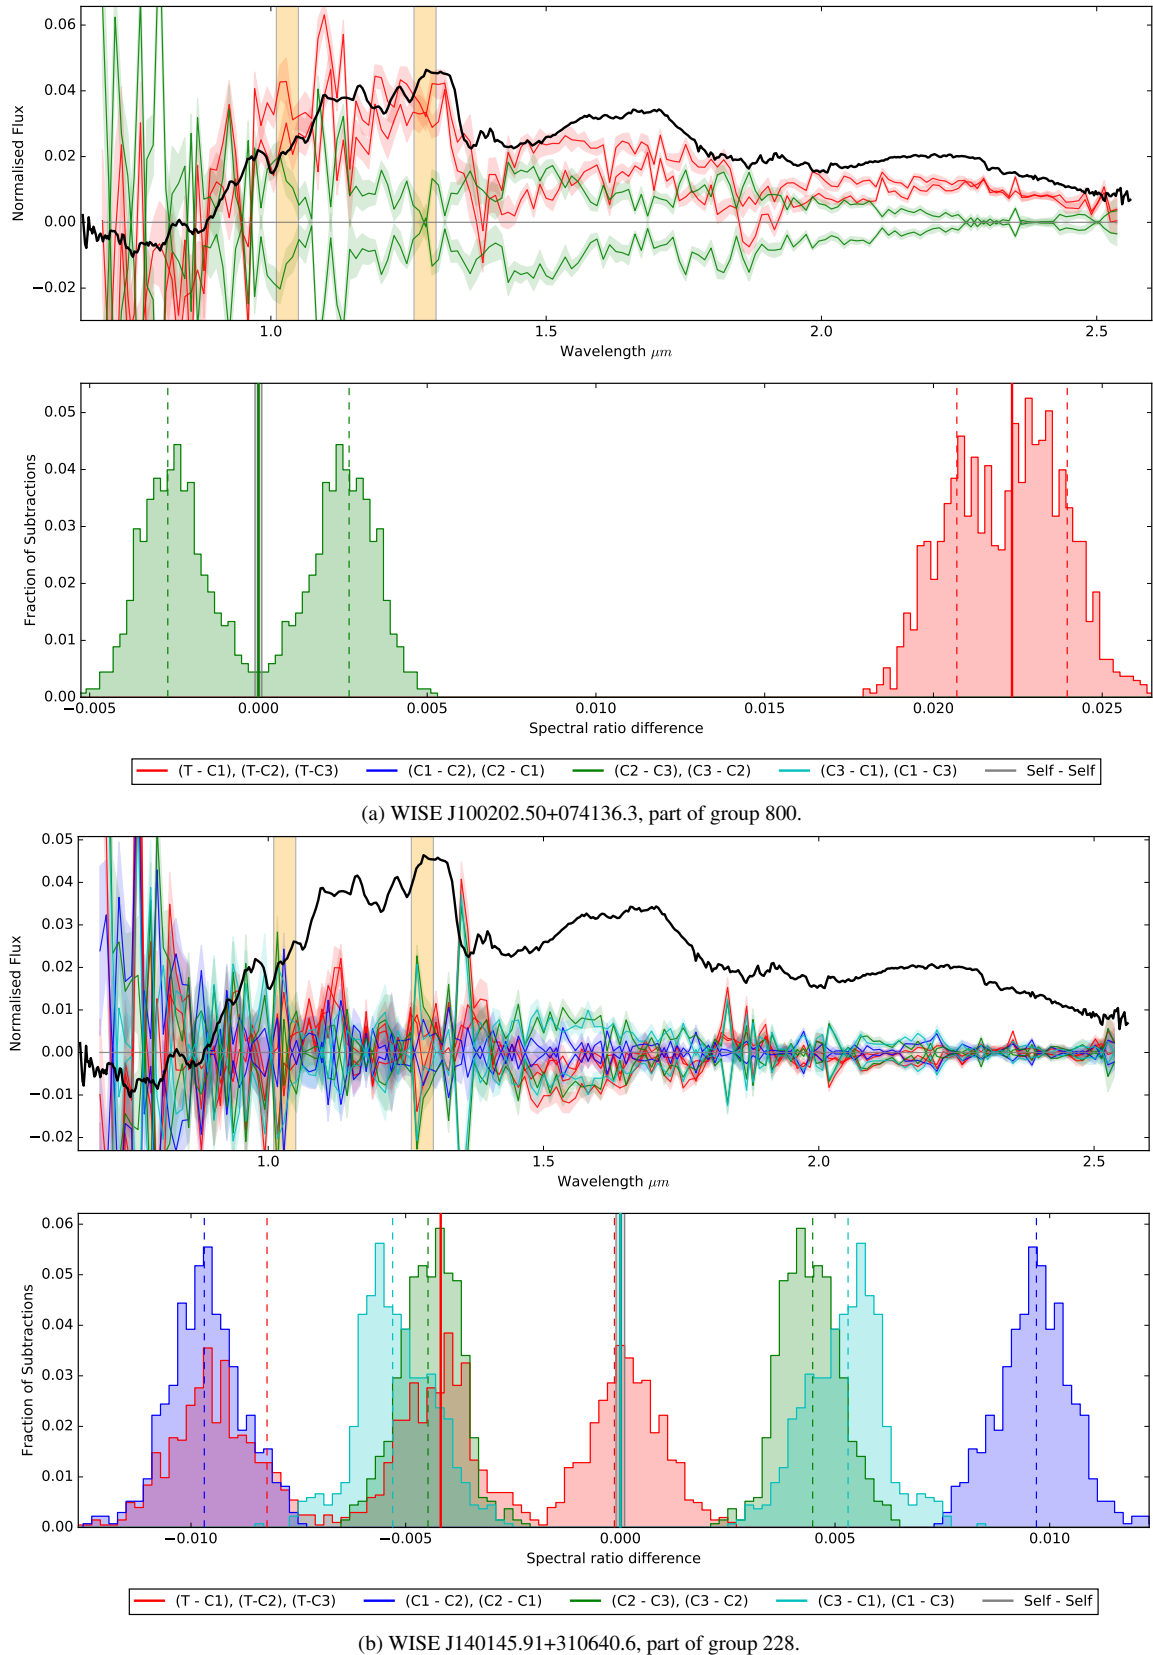 0.06
0.04
0.02
0.00
−0.02
Normalised Flux
1.0 1.5 2.0 2.5
Wavelength μm
0.05
0.04
0.03
0.02
0.01
0.00
Fraction of Subtractions
−0.005 0.000 0.005 0.010 0.015 0.020 0.025
Spectral ratio difference
(T - C1), (T-C2), (T-C3) (C1 - C2), (C2 - C1) (C2 - C3), (C3 - C2) (C3 - C1), (C1 - C3) Self - Self
(a) WISE J100202.50+074136.3, part of group 800.
0.05
0.04
0.03
0.02
0.01
0.00
−0.01
−0.02
Normalised Flux
1.0 1.5 2.0 2.5
Wavelength μm
0.06
0.05
0.04
0.03
0.02
0.01
0.00
Fraction of Subtractions
−0.010 −0.005 0.000 0.005 0.010
Spectral ratio difference
(T - C1), (T-C2), (T-C3) (C1 - C2), (C2 - C1) (C2 - C3), (C3 - C2) (C3 - C1), (C1 - C3) Self - Self
(b) WISE J140145.91+310640.6, part of group 228.